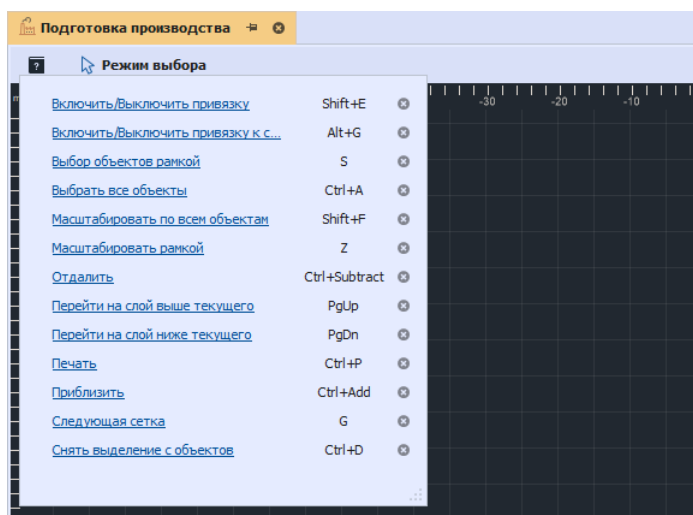 Подготовка производства
? Режим выбора
Включить/Выключить привязку Shift+E
Включить/Выключить привязку к с... Alt+G
Выбор объектов рамкой S
Выбрать все объекты Ctrl+A
Масштабировать по всем объектам Shift+F
Масштабировать рамкой Z
Отдалить Ctrl+Subtract
Перейти на слой выше текущего PgUp
Перейти на слой ниже текущего PgDn
Печать Ctrl+P
Приблизить Ctrl+Add
Следующая сетка G
Снять выделение с объектов Ctrl+D
-30 -20 -10